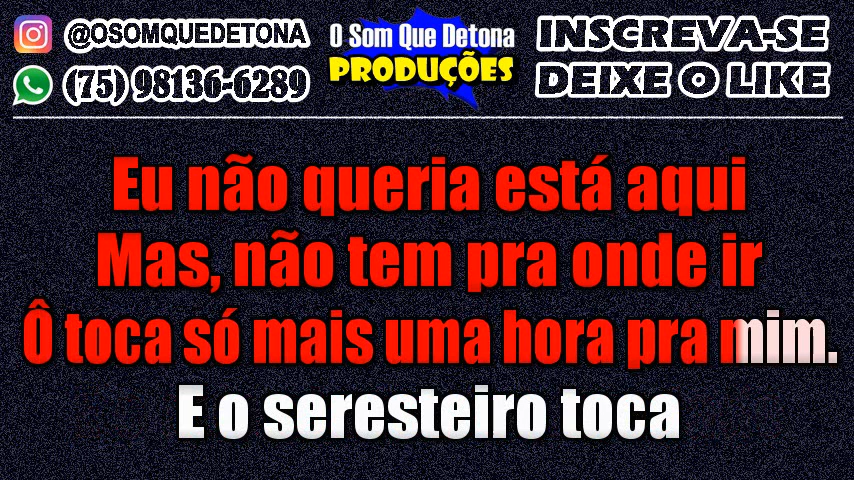 @OSOMQUEDETONA
(75) 98136-6289
O Som Que Detona
PRODUÇÕES
INSCREVA-SE
DEIXE O LIKE
Eu não queria está aqui
Mas, não tem pra onde ir
Ô toca só mais uma hora pra mim.
E o seresteiro toca